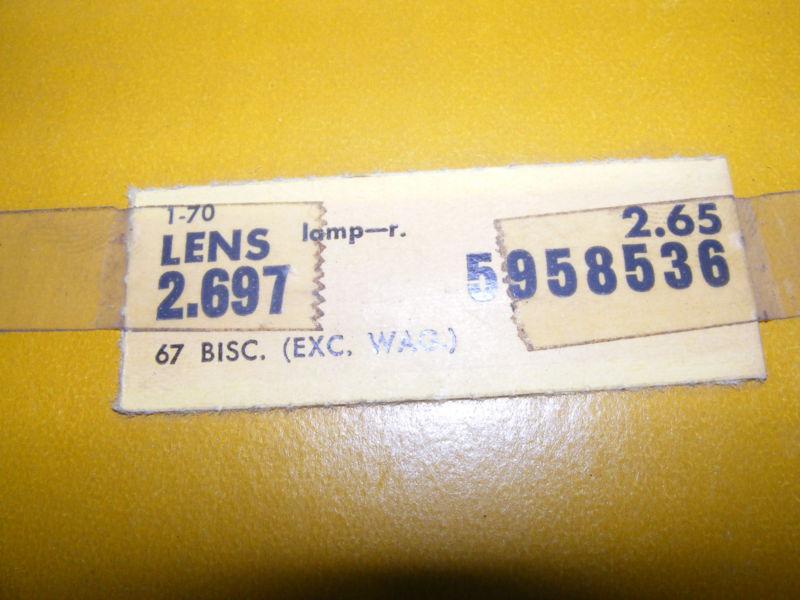 1-70
LENS lamp—r. 2.65
2.697 5958536
67 BISC. (EXC. WAG.)